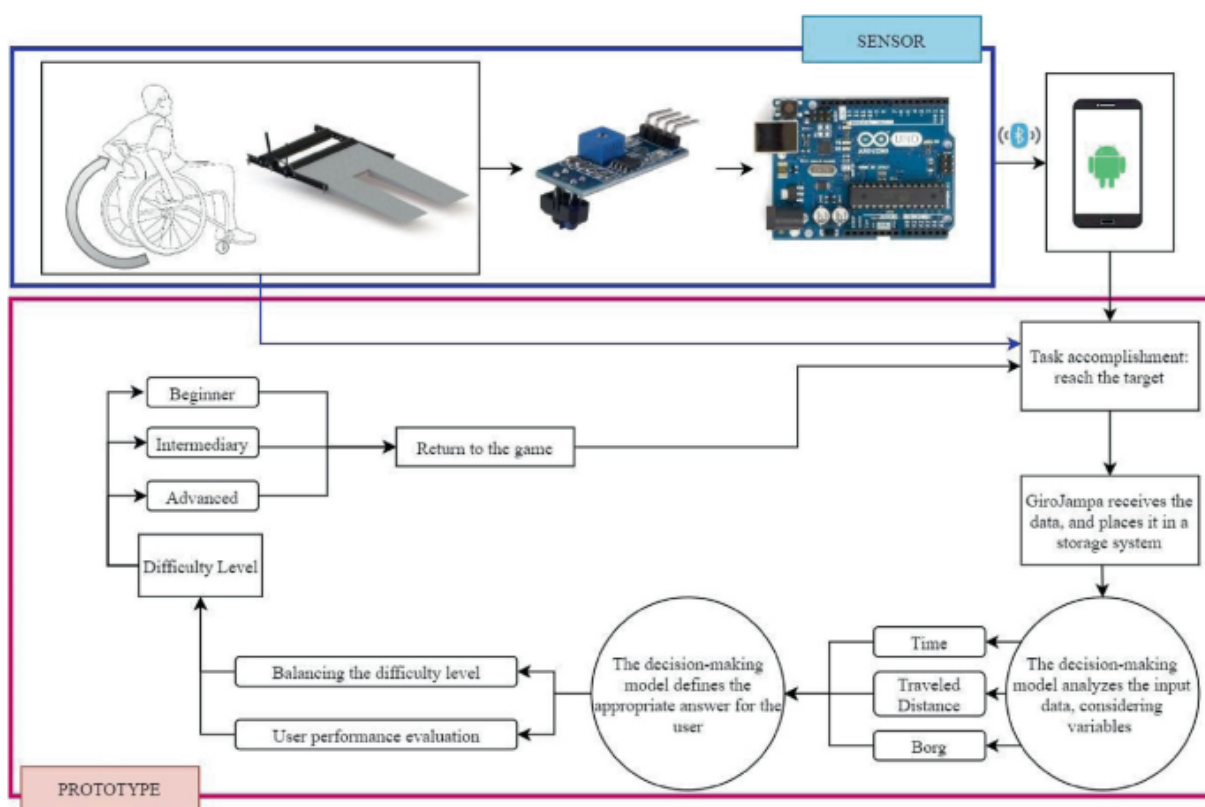 SENSOR
ARDUINO
UNO
Task accomplishment:
reach the target
Beginner
Intermediary
Advanced
Return to the game
GiroJampa receives the
data, and places it in a
storage system
Difficulty Level
Time
Traveled
Distance
Borg
The decision-making
model analyzes the input
data, considering
variables
The decision-making
model defines the
appropriate answer for the
user
Balancing the difficulty level
User performance evaluation
PROTOTYPE